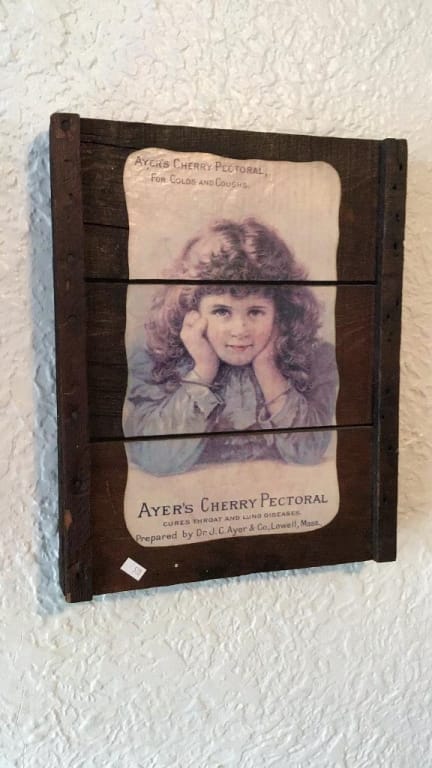 AYER'S CHERRY PECTORAL,
FOR COLDS AND COUGHS.
AYER'S CHERRY PECTORAL
CURES THROAT AND LUNG DISEASES.
Prepared by Dr. J. C. Ayer & Co., Lowell, Mass.